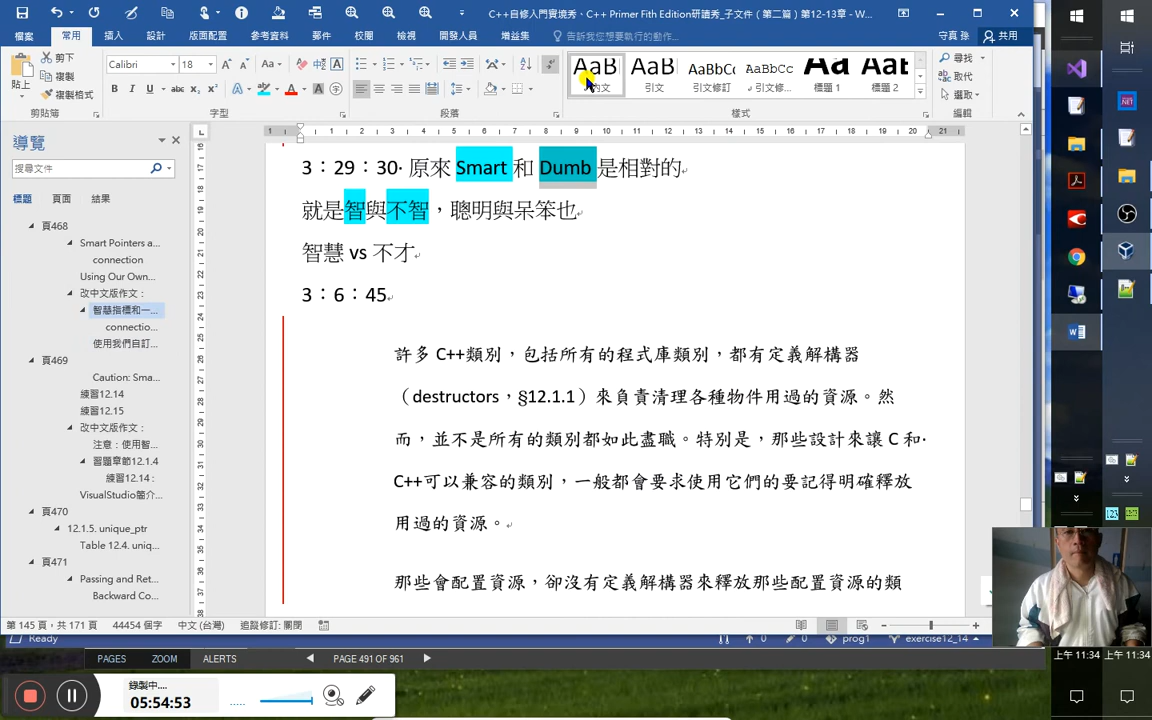 C++自修入門實境秀、C++ Primer Fith Edition研讀秀_子文件（第二篇）第12-13章 - W...
檔案 常用 插入 設計 版面配置 參考資料 郵件 校閱 檢視 開發人員 增益集 告訴我您想要執行的動作... 守真 孫 共用
貼上 剪下 複製 複製格式
Calibri 18
AaB AaB AaBbC AaBbCc Aa Aat
內文 引文 引文修訂 引文修... 標題 1 標題 2
尋找 取代 選取
剪貼簿 字型 段落 樣式 編輯
導覽
搜尋文件
標題 頁面 結果
頁468
Smart Pointers a...
connection
Using Our Own...
改中文版作文：
智慧指標和一...
connectio...
使用我們自訂...
頁469
Caution: Sma...
練習12.14
練習12.15
改中文版作文：
注意：使用智...
習題章節12.1.4
練習12.14 :
VisualStudio簡介...
頁470
12.1.5. unique_ptr
Table 12.4. uniq...
頁471
Passing and Ret...
Backward Co...
3：29：30· 原來 Smart 和 Dumb 是相對的
就是智與不智，聰明與呆笨也
智慧 vs 不才
3：6：45
許多 C++類別，包括所有的程式庫類別，都有定義解構器
（destructors，§12.1.1）來負責清理各種物件用過的資源。然
而，並不是所有的類別都如此盡職。特別是，那些設計來讓 C 和·
C++可以兼容的類別，一般都會要求使用它們的要記得明確釋放
用過的資源。
那些會配置資源，卻沒有定義解構器來釋放那些配置資源的類
第 145 頁，共 171 頁 44454 個字 中文 (台灣) 追蹤修訂: 關閉
Ready 0 0 prog1 exercise12_14
PAGES ZOOM ALERTS PAGE 491 OF 961
錄製中....
05:54:53
上午 11:34 上午 11:34